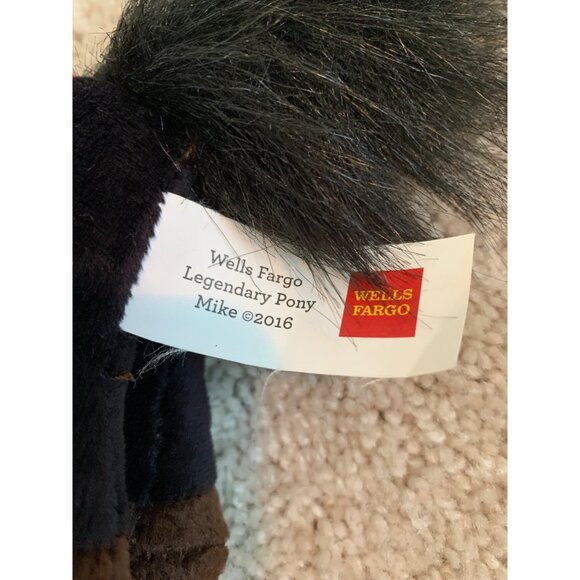 Wells Fargo
Legendary Pony
Mike ©2016
WELLS
FARGO